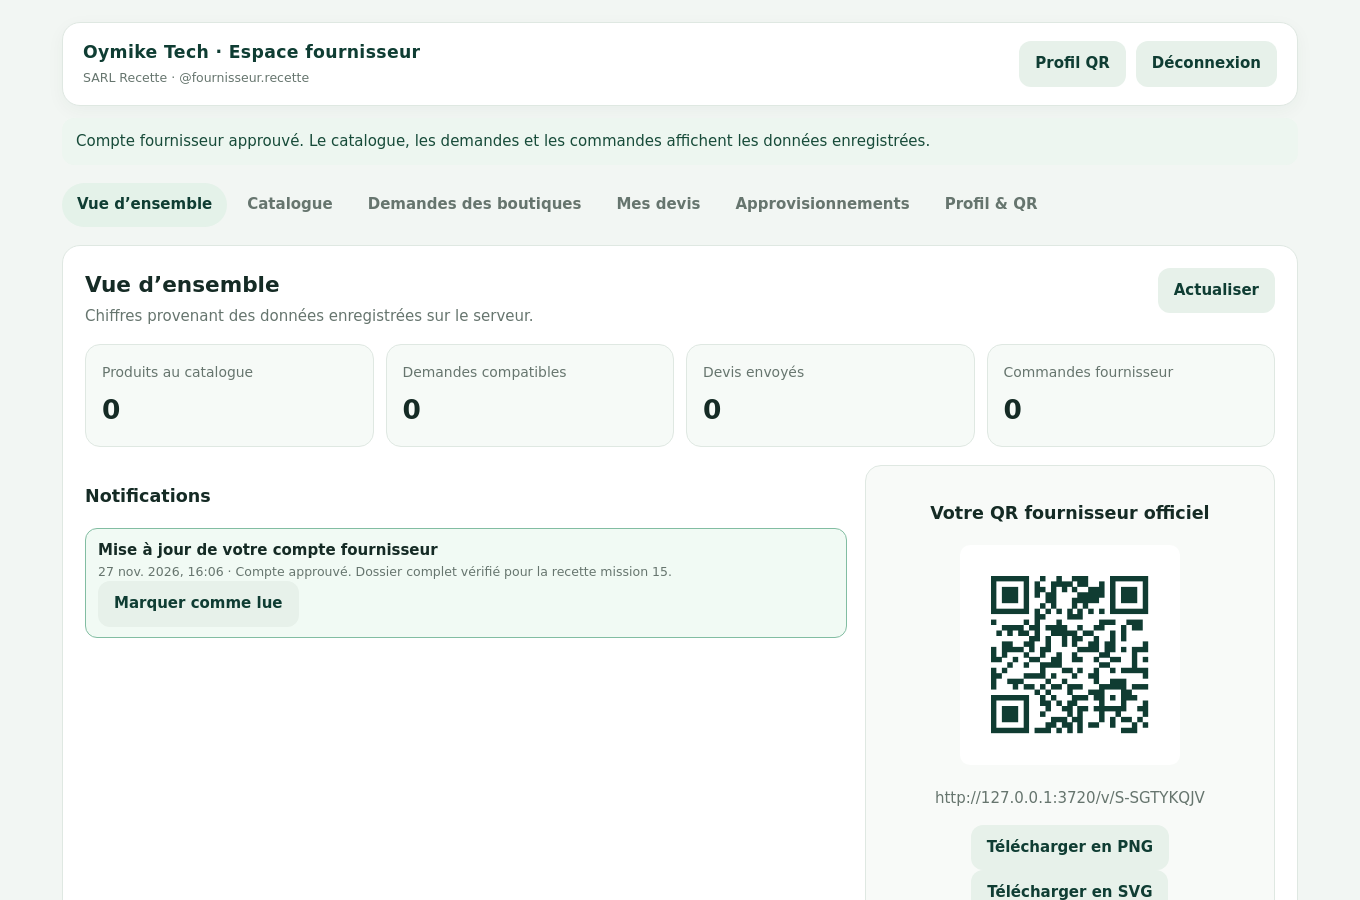 Oymike Tech · Espace fournisseur
SARL Recette · @fournisseur.recette
Profil QR
Déconnexion
Compte fournisseur approuvé. Le catalogue, les demandes et les commandes affichent les données enregistrées.
Vue d’ensemble
Catalogue
Demandes des boutiques
Mes devis
Approvisionnements
Profil & QR
Vue d’ensemble
Chiffres provenant des données enregistrées sur le serveur.
Actualiser
Produits au catalogue
0
Demandes compatibles
0
Devis envoyés
0
Commandes fournisseur
0
Notifications
Mise à jour de votre compte fournisseur
27 nov. 2026, 16:06 · Compte approuvé. Dossier complet vérifié pour la recette mission 15.
Marquer comme lue
Votre QR fournisseur officiel
http://127.0.0.1:3720/v/S-SGTYKQJV
Télécharger en PNG
Télécharger en SVG